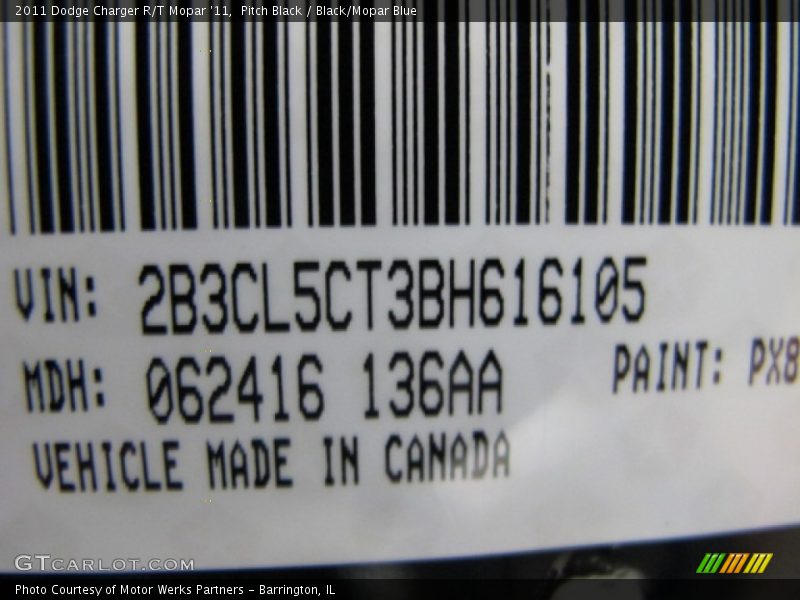 2011 Dodge Charger R/T Mopar '11,  Pitch Black / Black/Mopar Blue
VIN: 2B3CL5CT3BH616105
MDH: 062416 136AA
PAINT: PX8
VEHICLE MADE IN CANADA
GTCARLOT.COM
Photo Courtesy of Motor Werks Partners - Barrington, IL